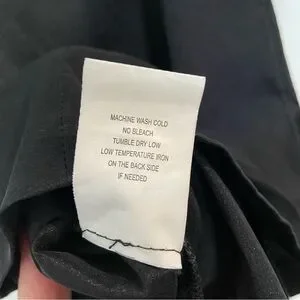 MACHINE WASH COLD
NO BLEACH
TUMBLE DRY LOW
LOW TEMPERATURE IRON
ON THE BACK SIDE
IF NEEDED